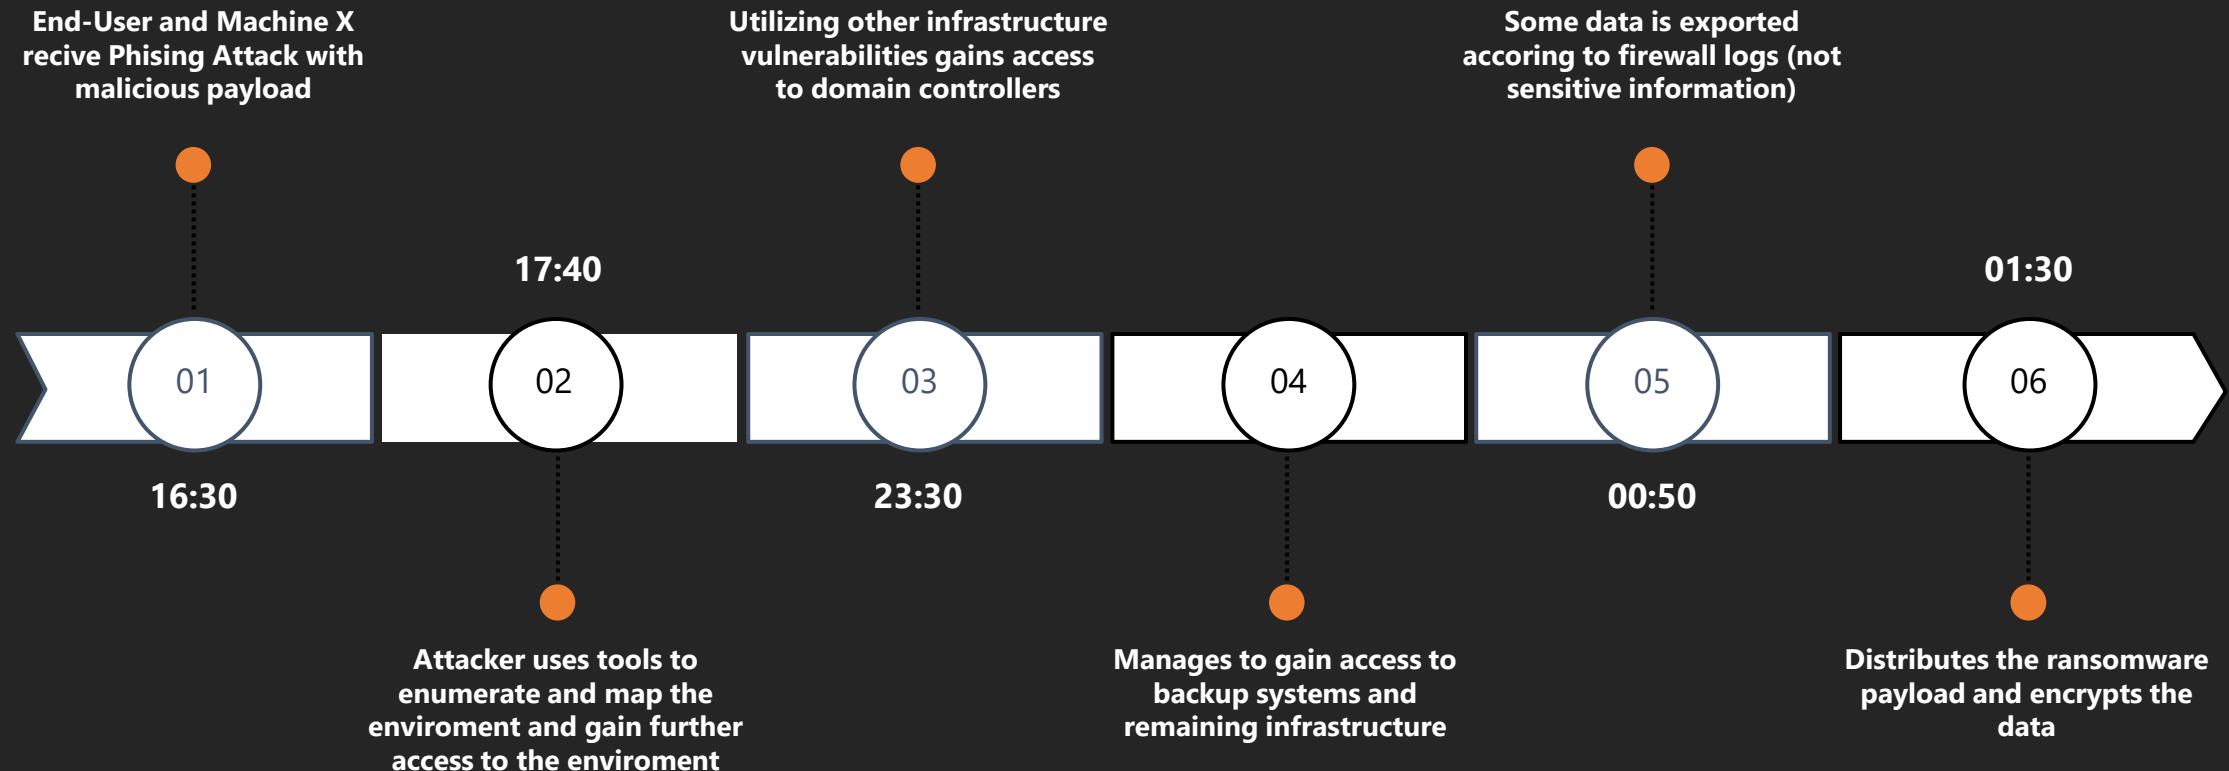 End-User and Machine X
recive Phising Attack with
malicious payload
Utilizing other infrastructure
vulnerabilities gains access
to domain controllers
Some data is exported
accoring to firewall logs (not
sensitive information)
17:40
01:30
01
02
03
04
05
06
16:30
23:30
00:50
Attacker uses tools to
enumerate and map the
enviroment and gain further
access to the enviroment
Manages to gain access to
backup systems and
remaining infrastructure
Distributes the ransomware
payload and encrypts the
data